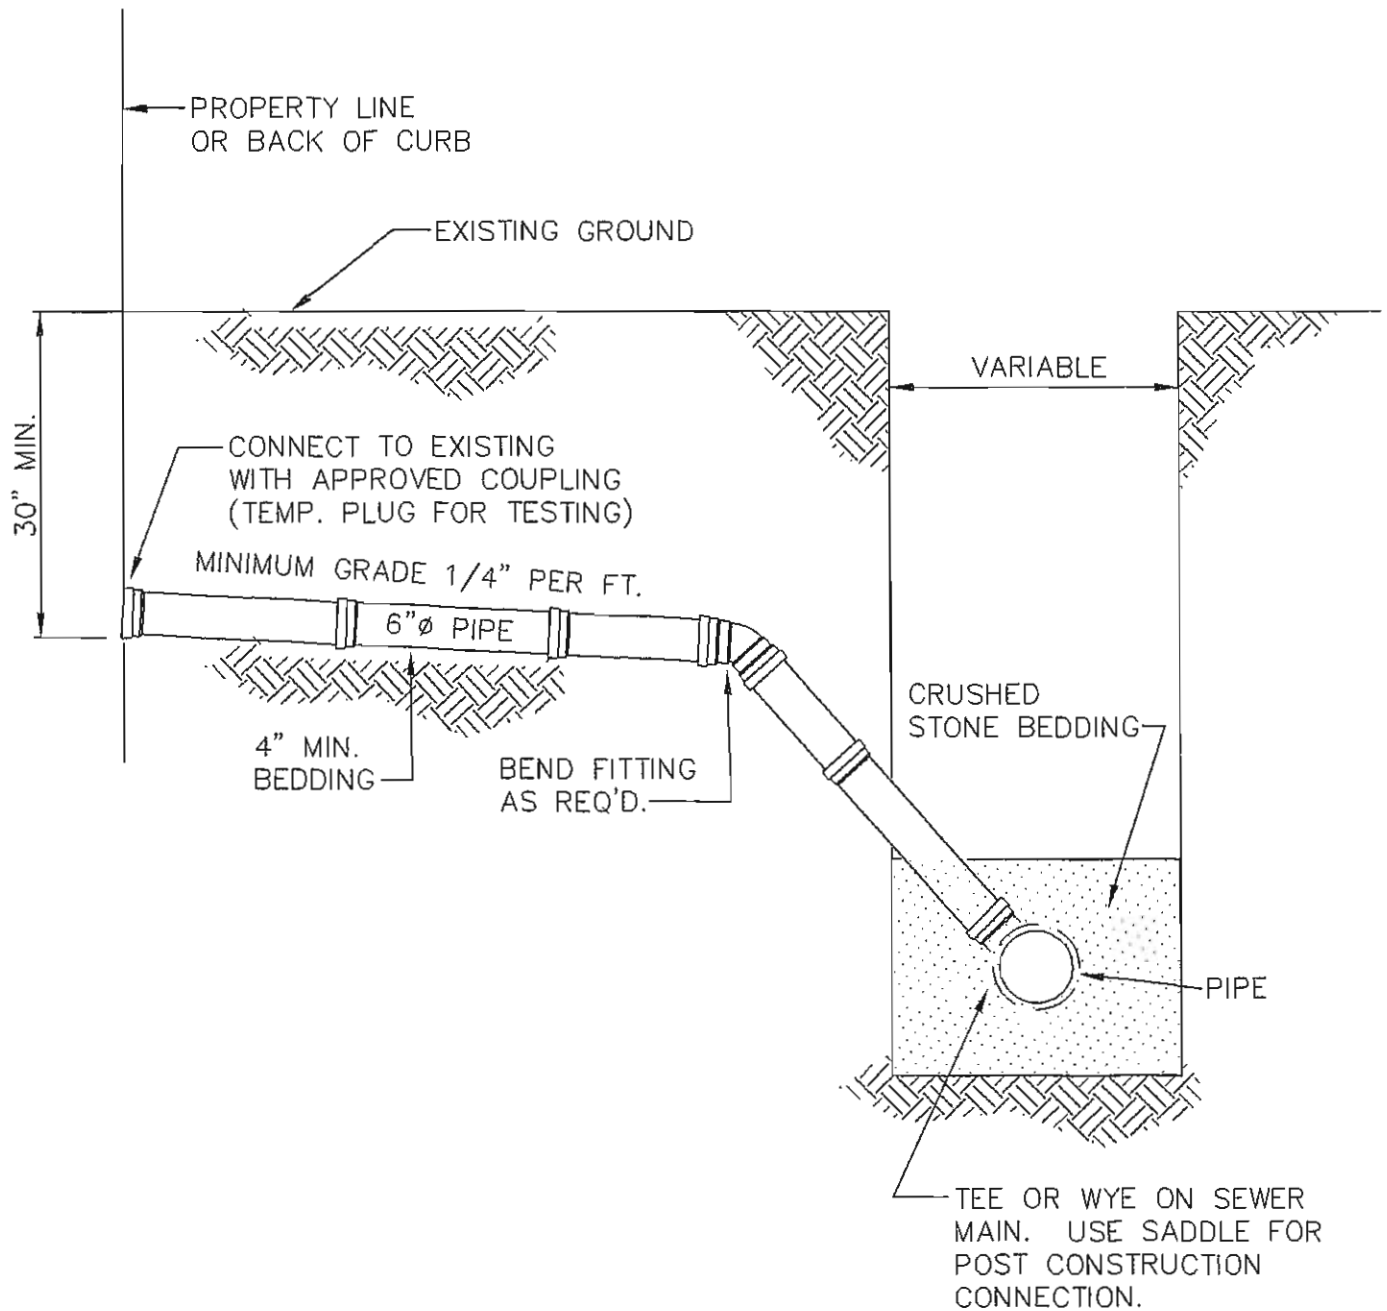 PROPERTY LINE
OR BACK OF CURB
EXISTING GROUND
VARIABLE
30" MIN.
CONNECT TO EXISTING
WITH APPROVED COUPLING
(TEMP. PLUG FOR TESTING)
MINIMUM GRADE 1/4" PER FT.
6"ø PIPE
4" MIN.
BEDDING
BEND FITTING
AS REQ'D.
CRUSHED
STONE BEDDING
PIPE
TEE OR WYE ON SEWER
MAIN. USE SADDLE FOR
POST CONSTRUCTION
CONNECTION.